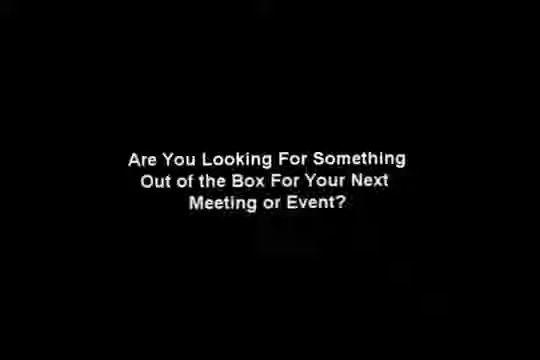 Are You Looking For Something
Out of the Box For Your Next
Meeting or Event?